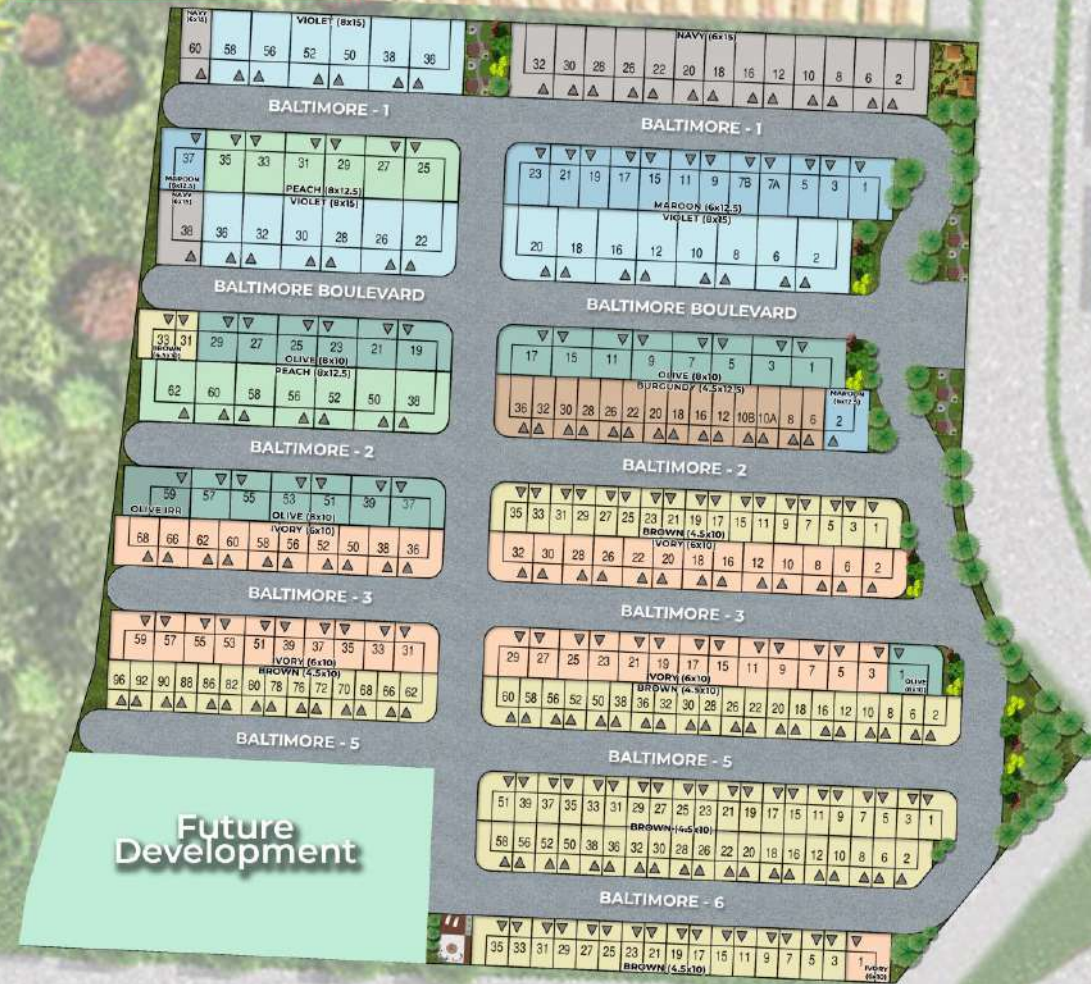 NAVY
(6x15)
VIOLET (8x15)
60 58 56 52 50 38 36
NAVY (6x15)
32 30 28 26 22 20 18 16 12 10 8 6 2
BALTIMORE - 1
BALTIMORE - 1
37 35 33 31 29 27 25
MAROON
(6x12.5)
PEACH (8x12.5)
23 21 19 17 15 11 9 7B 7A 5 3 1
MAROON (6x12.5)
NAVY
(6x15)
VIOLET (8x15)
38 36 32 30 28 26 22
VIOLET (8x15)
20 18 16 12 10 8 6 2
BALTIMORE BOULEVARD
BALTIMORE BOULEVARD
33 31 29 27 25 23 21 19
BROWN
(4.5x10)
OLIVE (8x10)
17 15 11 9 7 5 3 1
OLIVE (8x10)
PEACH (8x12.5)
62 60 58 56 52 50 38
BURGUNDY (4.5x12.5)
MAROON
(6x12.5)
36 32 30 28 26 22 20 18 16 12 10B 10A 8 6 2
BALTIMORE - 2
BALTIMORE - 2
59 57 55 53 51 39 37
OLIVE IRR
OLIVE (8x10)
35 33 31 29 27 25 23 21 19 17 15 11 9 7 5 3 1
BROWN (4.5x10)
IVORY (6x10)
68 66 62 60 58 56 52 50 38 36
IVORY (6x10)
32 30 28 26 22 20 18 16 12 10 8 6 2
BALTIMORE - 3
BALTIMORE - 3
59 57 55 53 51 39 37 35 33 31
IVORY (6x10)
29 27 25 23 21 19 17 15 11 9 7 5 3 1
IVORY (6x10)
OLIVE
(8x10)
BROWN (4.5x10)
96 92 90 88 86 82 80 78 76 72 70 68 66 62
BROWN (4.5x10)
60 58 56 52 50 38 36 32 30 28 26 22 20 18 16 12 10 8 6 2
BALTIMORE - 5
BALTIMORE - 5
Future
Development
51 39 37 35 33 31 29 27 25 23 21 19 17 15 11 9 7 5 3 1
BROWN (4.5x10)
58 56 52 50 38 36 32 30 28 26 22 20 18 16 12 10 8 6 2
BALTIMORE - 6
35 33 31 29 27 25 23 21 19 17 15 11 9 7 5 3 1
BROWN (4.5x10)
IVORY
(6x10)